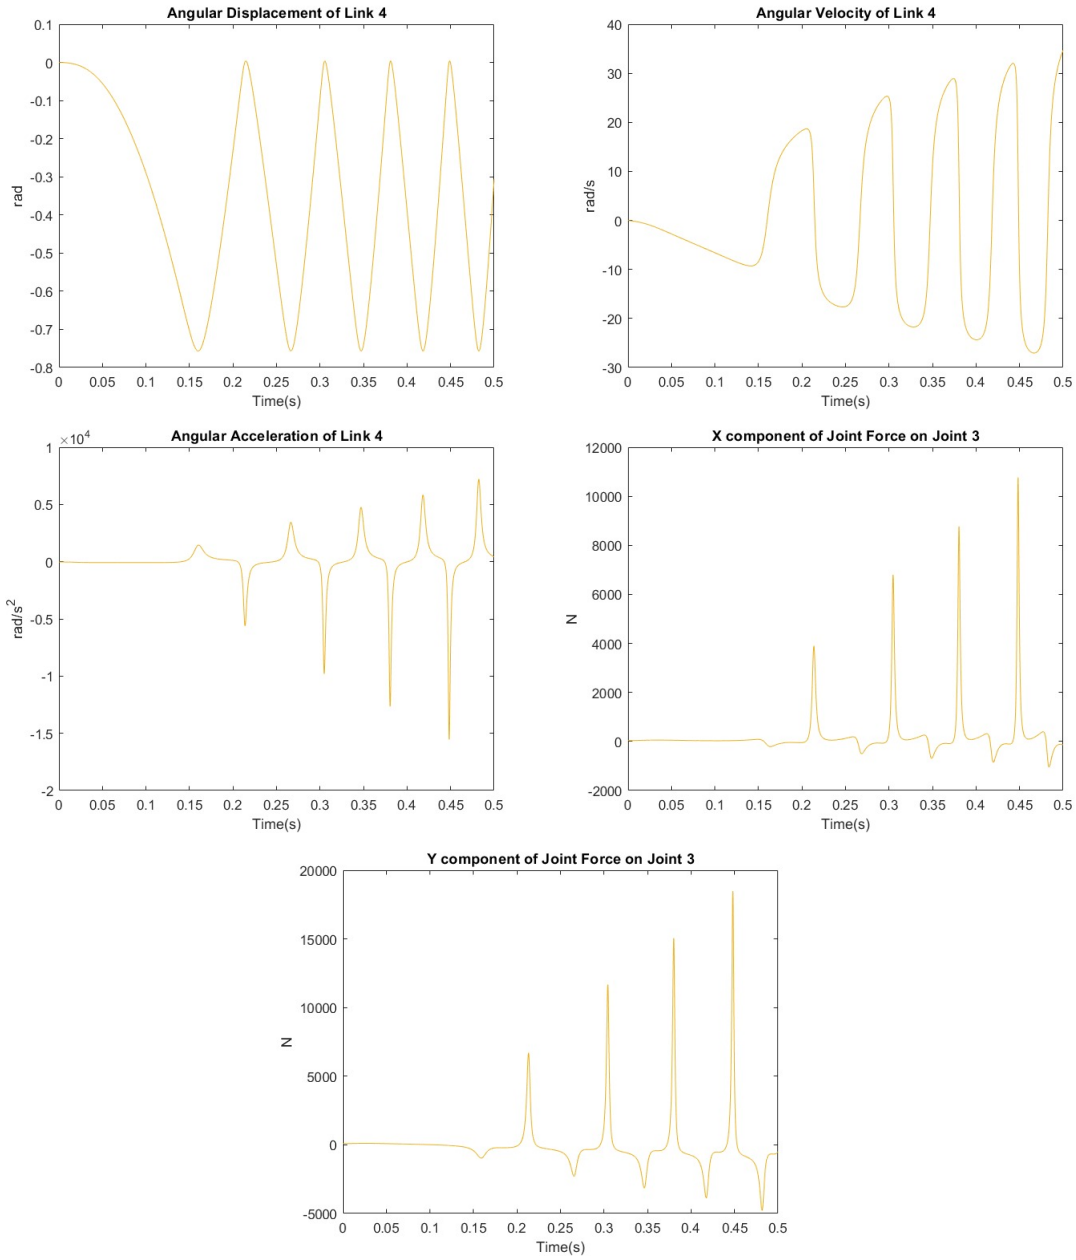 Angular Displacement of Link 4
0.1
0
-0.1
-0.2
-0.3
-0.4
-0.5
-0.6
-0.7
-0.8
rad
0 0.05 0.1 0.15 0.2 0.25 0.3 0.35 0.4 0.45 0.5
Time(s)
Angular Velocity of Link 4
40
30
20
10
0
-10
-20
-30
rad/s
0 0.05 0.1 0.15 0.2 0.25 0.3 0.35 0.4 0.45 0.5
Time(s)
Angular Acceleration of Link 4
×10⁴
1
0.5
0
-0.5
-1
-1.5
-2
rad/s²
0 0.05 0.1 0.15 0.2 0.25 0.3 0.35 0.4 0.45 0.5
Time(s)
X component of Joint Force on Joint 3
12000
10000
8000
6000
4000
2000
0
-2000
N
0 0.05 0.1 0.15 0.2 0.25 0.3 0.35 0.4 0.45 0.5
Time(s)
Y component of Joint Force on Joint 3
20000
15000
10000
5000
0
-5000
N
0 0.05 0.1 0.15 0.2 0.25 0.3 0.35 0.4 0.45 0.5
Time(s)